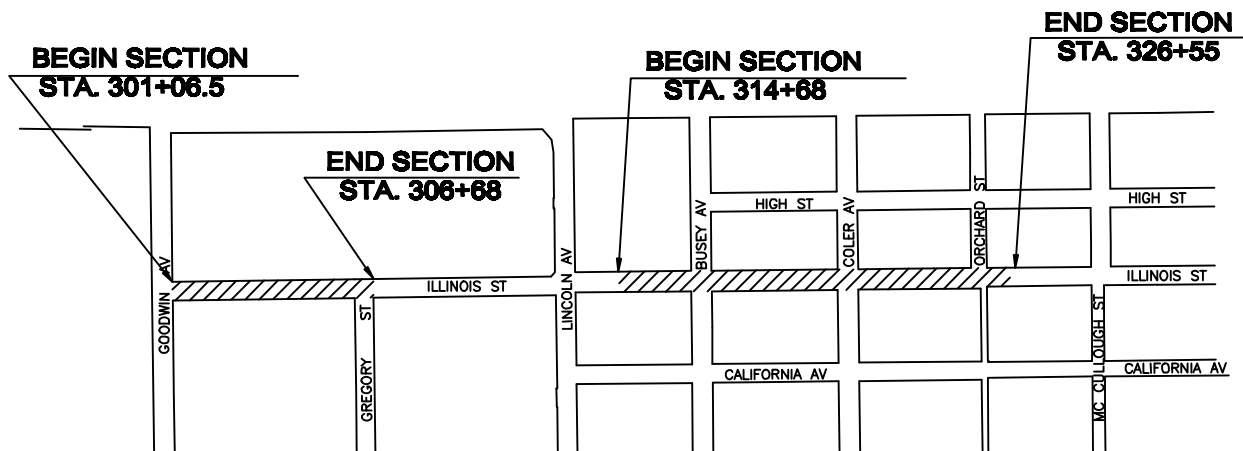 END SECTION
STA. 326+55
BEGIN SECTION
STA. 301+06.5
BEGIN SECTION
STA. 314+68
END SECTION
STA. 306+68
HIGH ST
HIGH ST
GOODWIN AV
LINCOLN AV
BUSEY AV
COLER AV
ORCHARD ST
ILLINOIS ST
ILLINOIS ST
GREGORY ST
MC CULLOUGH ST
CALIFORNIA AV
CALIFORNIA AV